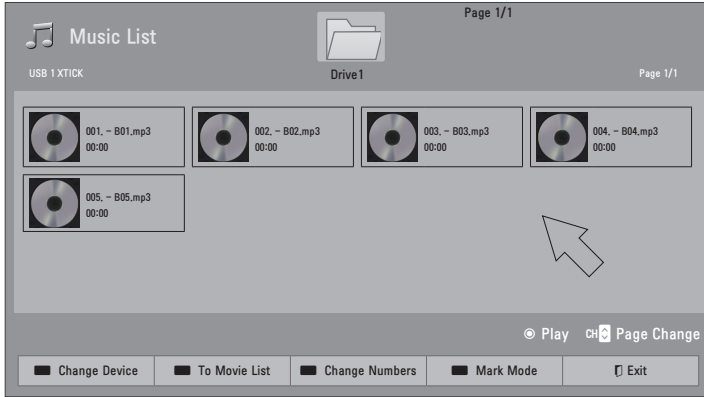 Page 1/1
Music List
USB 1 XTICK
Drive1
Page 1/1
001. - B01.mp3
00:00
002. - B02.mp3
00:00
003. - B03.mp3
00:00
004. - B04.mp3
00:00
005. - B05.mp3
00:00
Play CH Page Change
Change Device To Movie List Change Numbers Mark Mode Exit